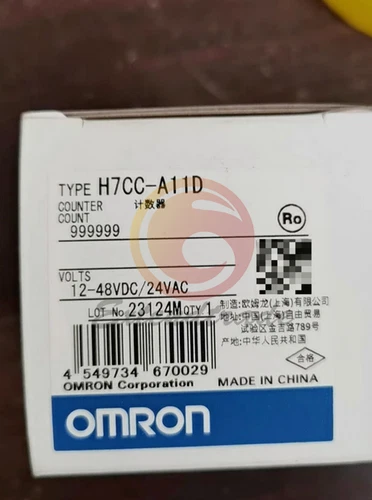 TYPE H7CC-A11D
COUNTER 计数器
COUNT
999999
Ro
VOLTS
12-48VDC/24VAC
LOT No 23124M QTY 1
制造:欧姆龙(上海)有限公司
地址:中国(上海)自由贸易
试验区金吉路789号
产地:中华人民共和国
4 549734 670029
合格
OMRON Corporation
MADE IN CHINA
OMRON